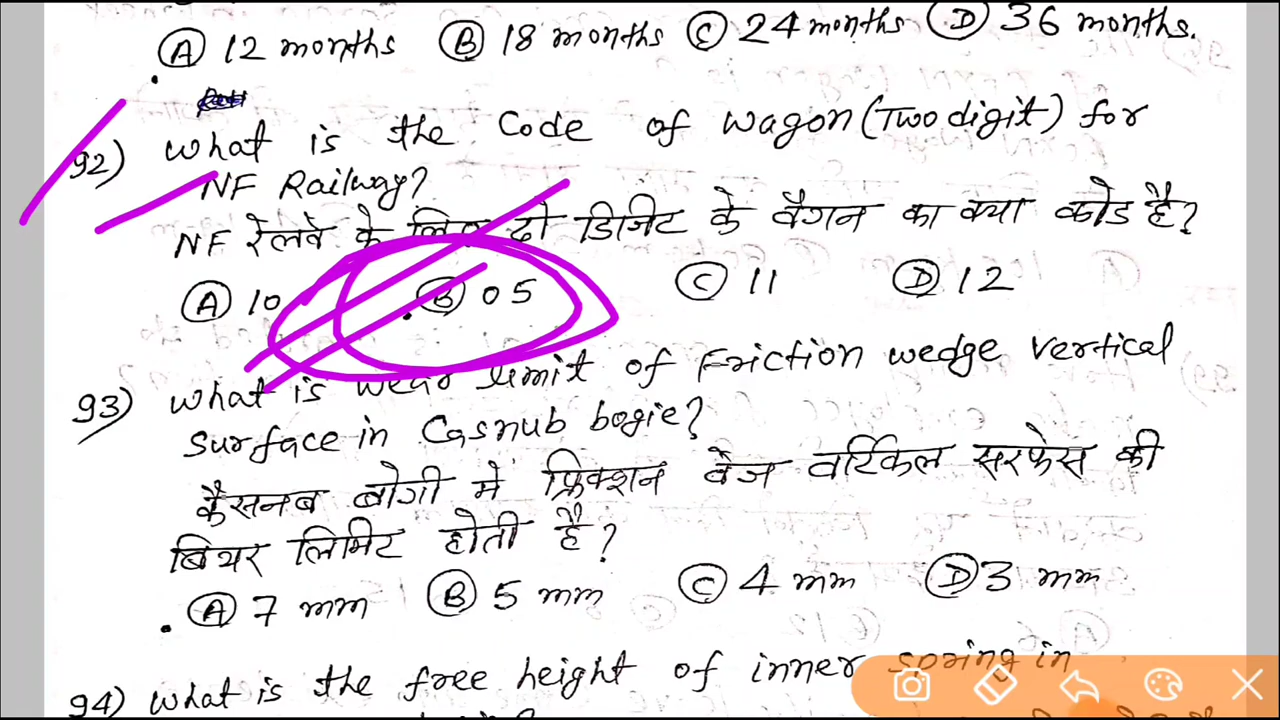 (A) 12 months (B) 18 months (C) 24 months (D) 36 months.
92) What is the Code of wagon (Two digit) for
NF Railway?
NF रेलवे के लिए दो डिजिट के वैगन का क्या कोड है?
(A) 10 (B) 05 (C) 11 (D) 12
93) What is wear limit of Friction wedge vertical
surface in Casnub bogie?
कैसनब बोगी में फ्रिक्शन वेज वर्टिकल सरफेस की
बियर लिमिट होती है?
(A) 7 mm (B) 5 mm (C) 4 mm (D) 3 mm
94) What is the free height of inner spring in